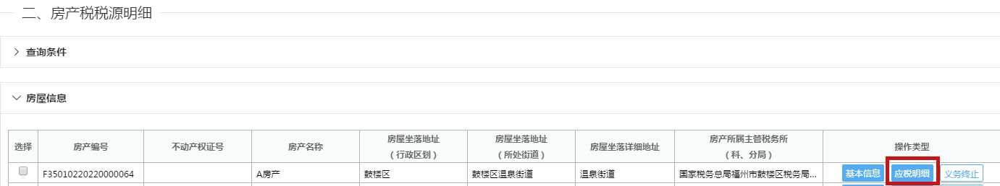 二、房产税税源明细
查询条件
房屋信息
选择 房产编号 不动产权证号 房产名称 房屋坐落地址 房屋坐落地址 房屋坐落详细地址 房产所属主管税务所 操作类型
（行政区划） （所处街道） （科、分局）
F35010220220000064 A房产 鼓楼区 鼓楼区温泉街道 温泉街道 国家税务总局福州市鼓楼区税务局... 基本信息 应税明细 义务终止